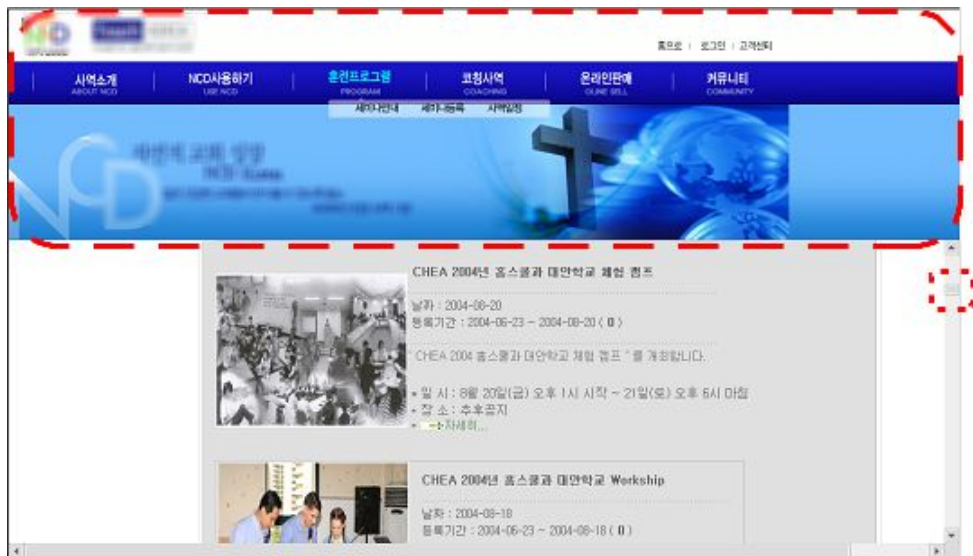 홈으로 | 로그인 | 고객센터
사역소개 NCD사용하기 훈련프로그램 코칭사역 온라인판매 커뮤니티
ABOUT NCD USE NCD PROGRAM COACHING OLINE SELL COMMUNITY
세미나안내 세미나등록 사역일정
NCD
CHEA 2004년 홈스쿨과 대안학교 체험 캠프
날짜 : 2004-08-20
등록기간 : 2004-06-23 ~ 2004-08-20 ( 0 )
" CHEA 2004 홈스쿨과 대안학교 체험 캠프 " 를 개최합니다.
• 일 시 : 8월 20일(금) 오후 1시 시작 ~ 21일(토) 오후 6시 마침
• 장 소 : 추후공지
• 자세히...
CHEA 2004년 홈스쿨과 대안학교 Workship
날짜 : 2004-08-18
등록기간 : 2004-06-23 ~ 2004-08-18 ( 0 )